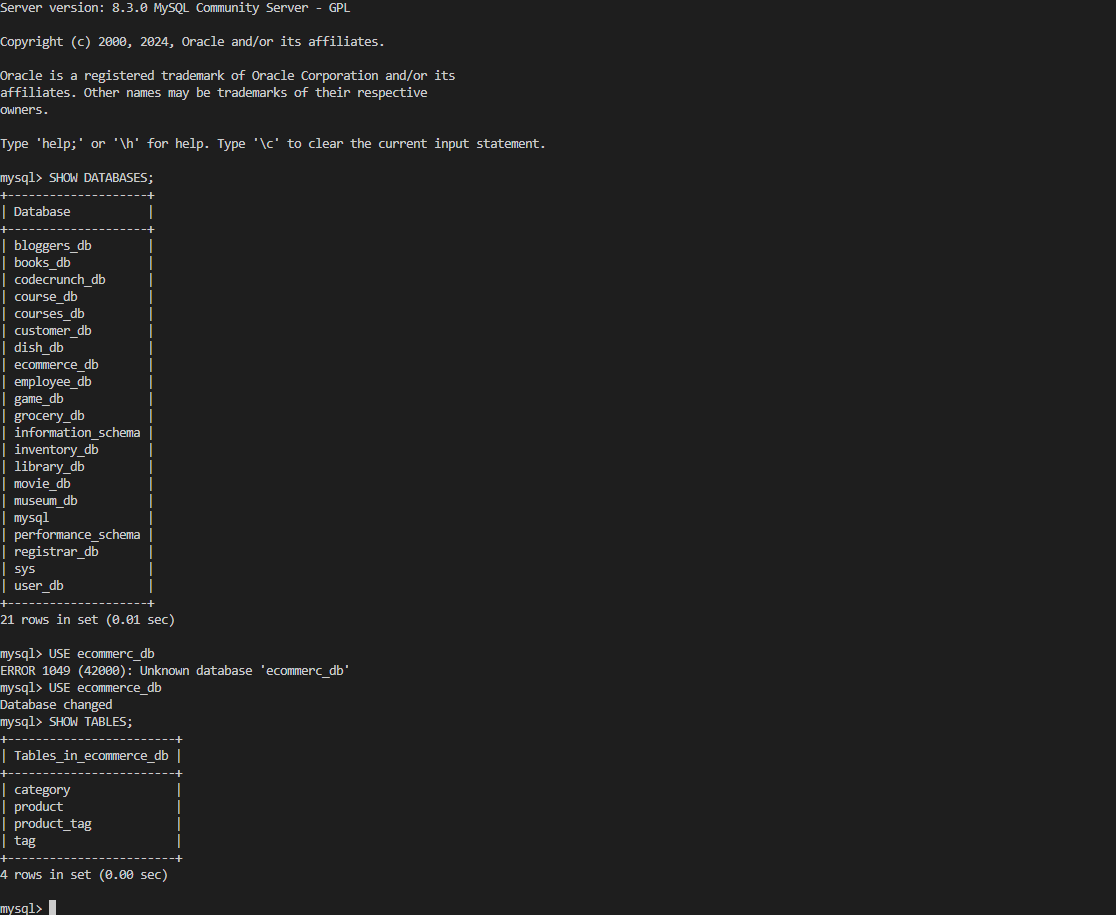 Server version: 8.3.0 MySQL Community Server - GPL
Copyright (c) 2000, 2024, Oracle and/or its affiliates.
Oracle is a registered trademark of Oracle Corporation and/or its
affiliates. Other names may be trademarks of their respective
owners.
Type 'help;' or '\h' for help. Type '\c' to clear the current input statement.
mysql> SHOW DATABASES;
+--------------------+
| Database           |
+--------------------+
| bloggers_db        |
| books_db           |
| codecrunch_db      |
| course_db          |
| courses_db         |
| customer_db        |
| dish_db            |
| ecommerce_db       |
| employee_db        |
| game_db            |
| grocery_db         |
| information_schema |
| inventory_db       |
| library_db         |
| movie_db           |
| museum_db          |
| mysql              |
| performance_schema |
| registrar_db       |
| sys                |
| user_db            |
+--------------------+
21 rows in set (0.01 sec)
mysql> USE ecommerc_db
ERROR 1049 (42000): Unknown database 'ecommerc_db'
mysql> USE ecommerce_db
Database changed
mysql> SHOW TABLES;
+------------------------+
| Tables_in_ecommerce_db |
+------------------------+
| category               |
| product                |
| product_tag            |
| tag                    |
+------------------------+
4 rows in set (0.00 sec)
mysql>